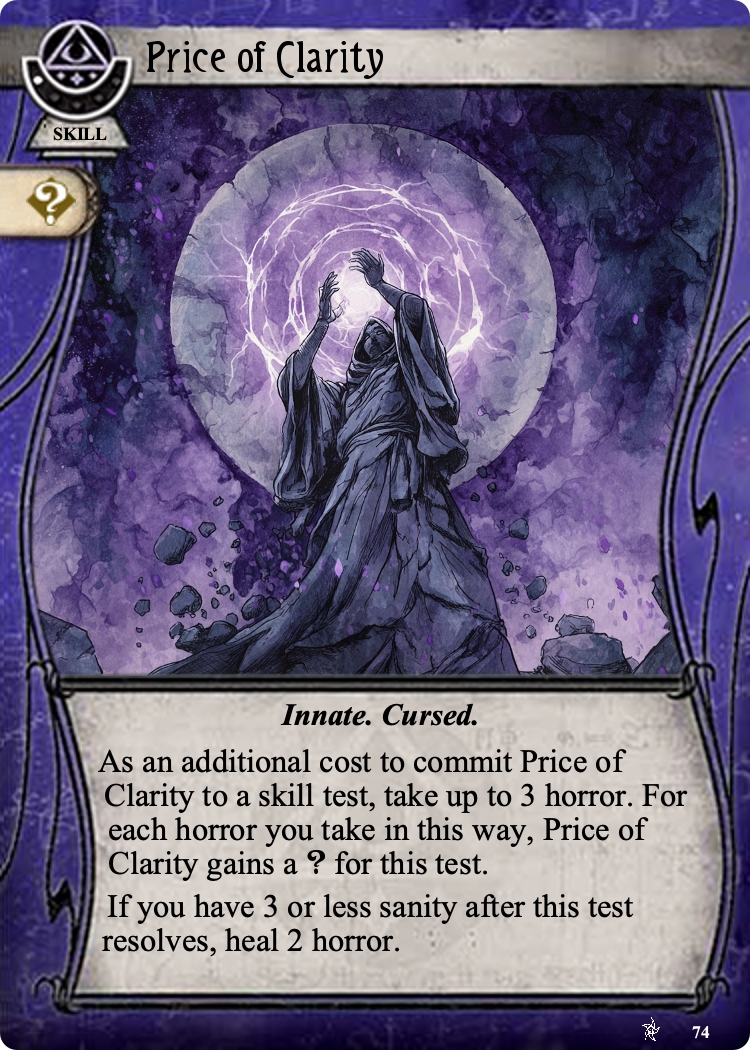 Price of Clarity
SKILL
?
Innate. Cursed.
As an additional cost to commit Price of
Clarity to a skill test, take up to 3 horror. For
each horror you take in this way, Price of
Clarity gains a ? for this test.
If you have 3 or less sanity after this test
resolves, heal 2 horror.
74